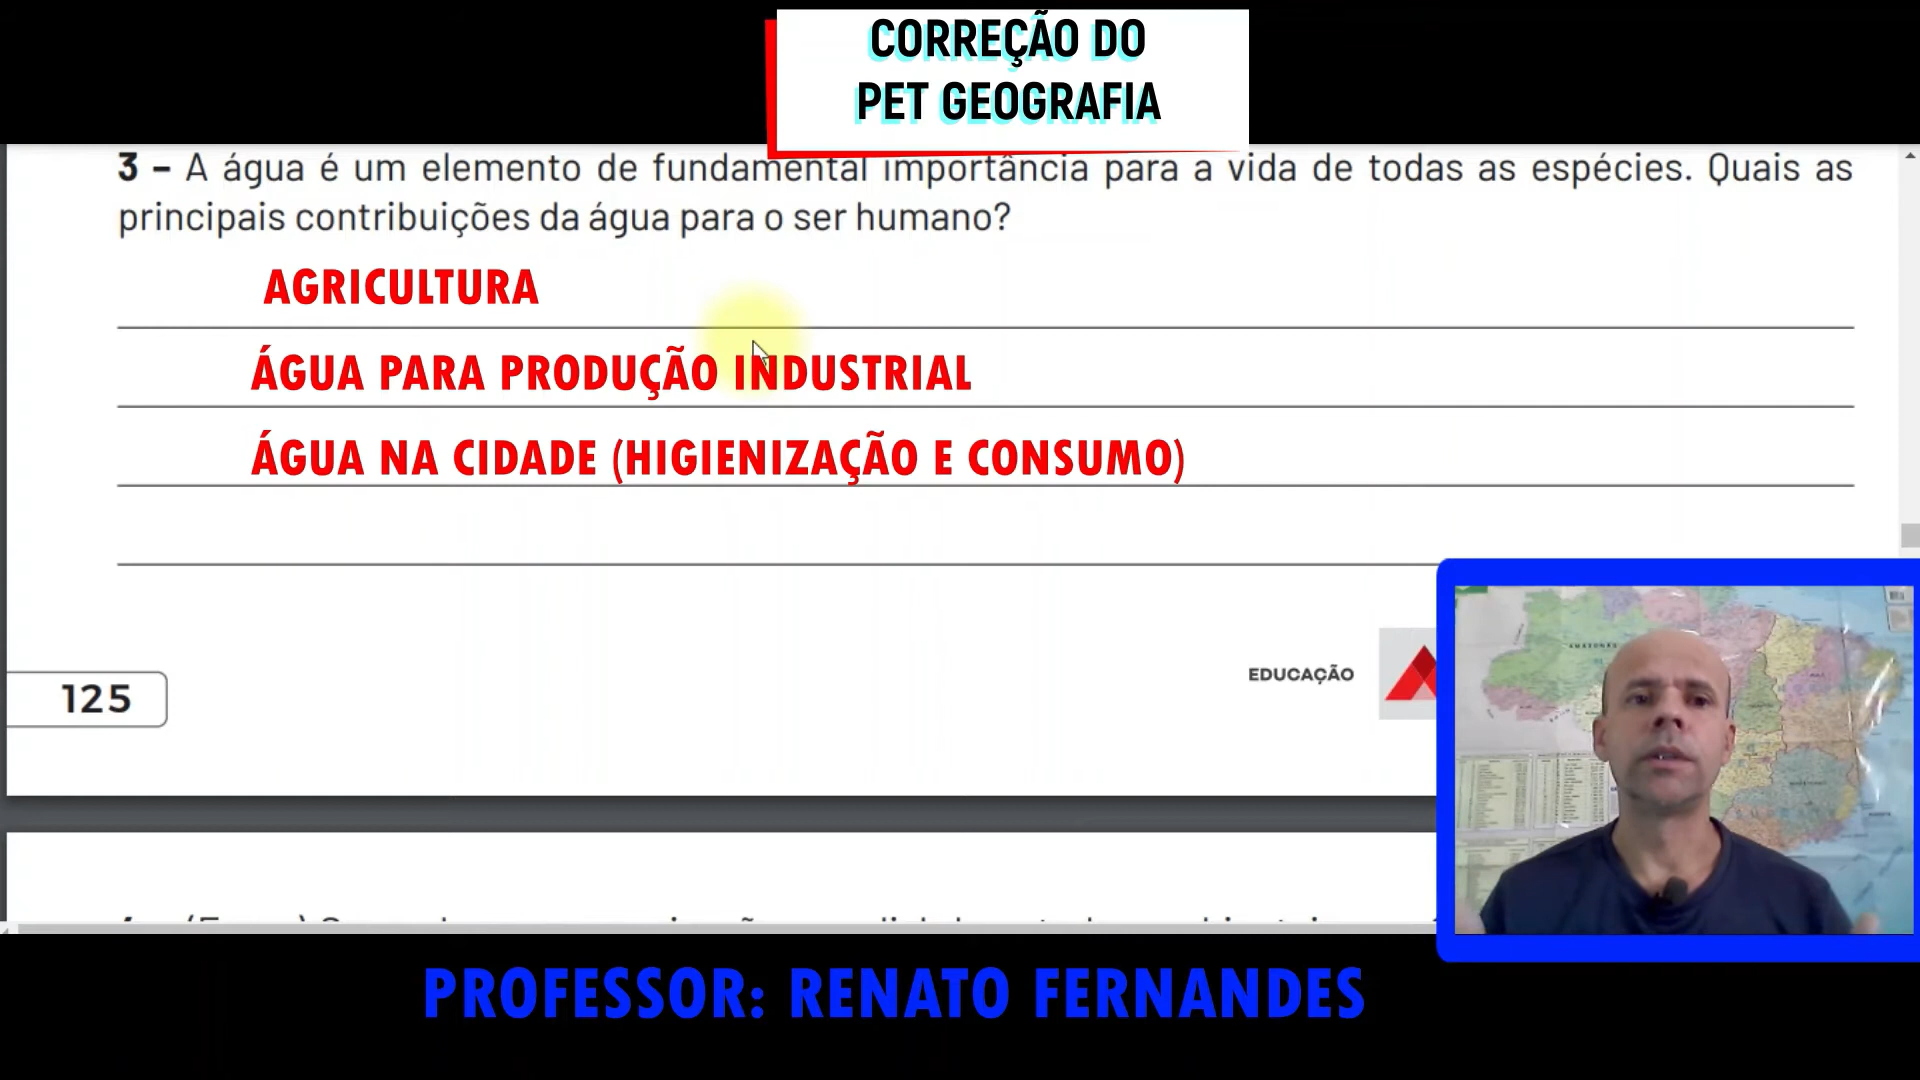 CORREÇÃO DO
PET GEOGRAFIA
3 – A água é um elemento de fundamental importância para a vida de todas as espécies. Quais as
principais contribuições da água para o ser humano?
AGRICULTURA
ÁGUA PARA PRODUÇÃO INDUSTRIAL
ÁGUA NA CIDADE (HIGIENIZAÇÃO E CONSUMO)
125
EDUCAÇÃO
AMAZONAS
PROFESSOR: RENATO FERNANDES